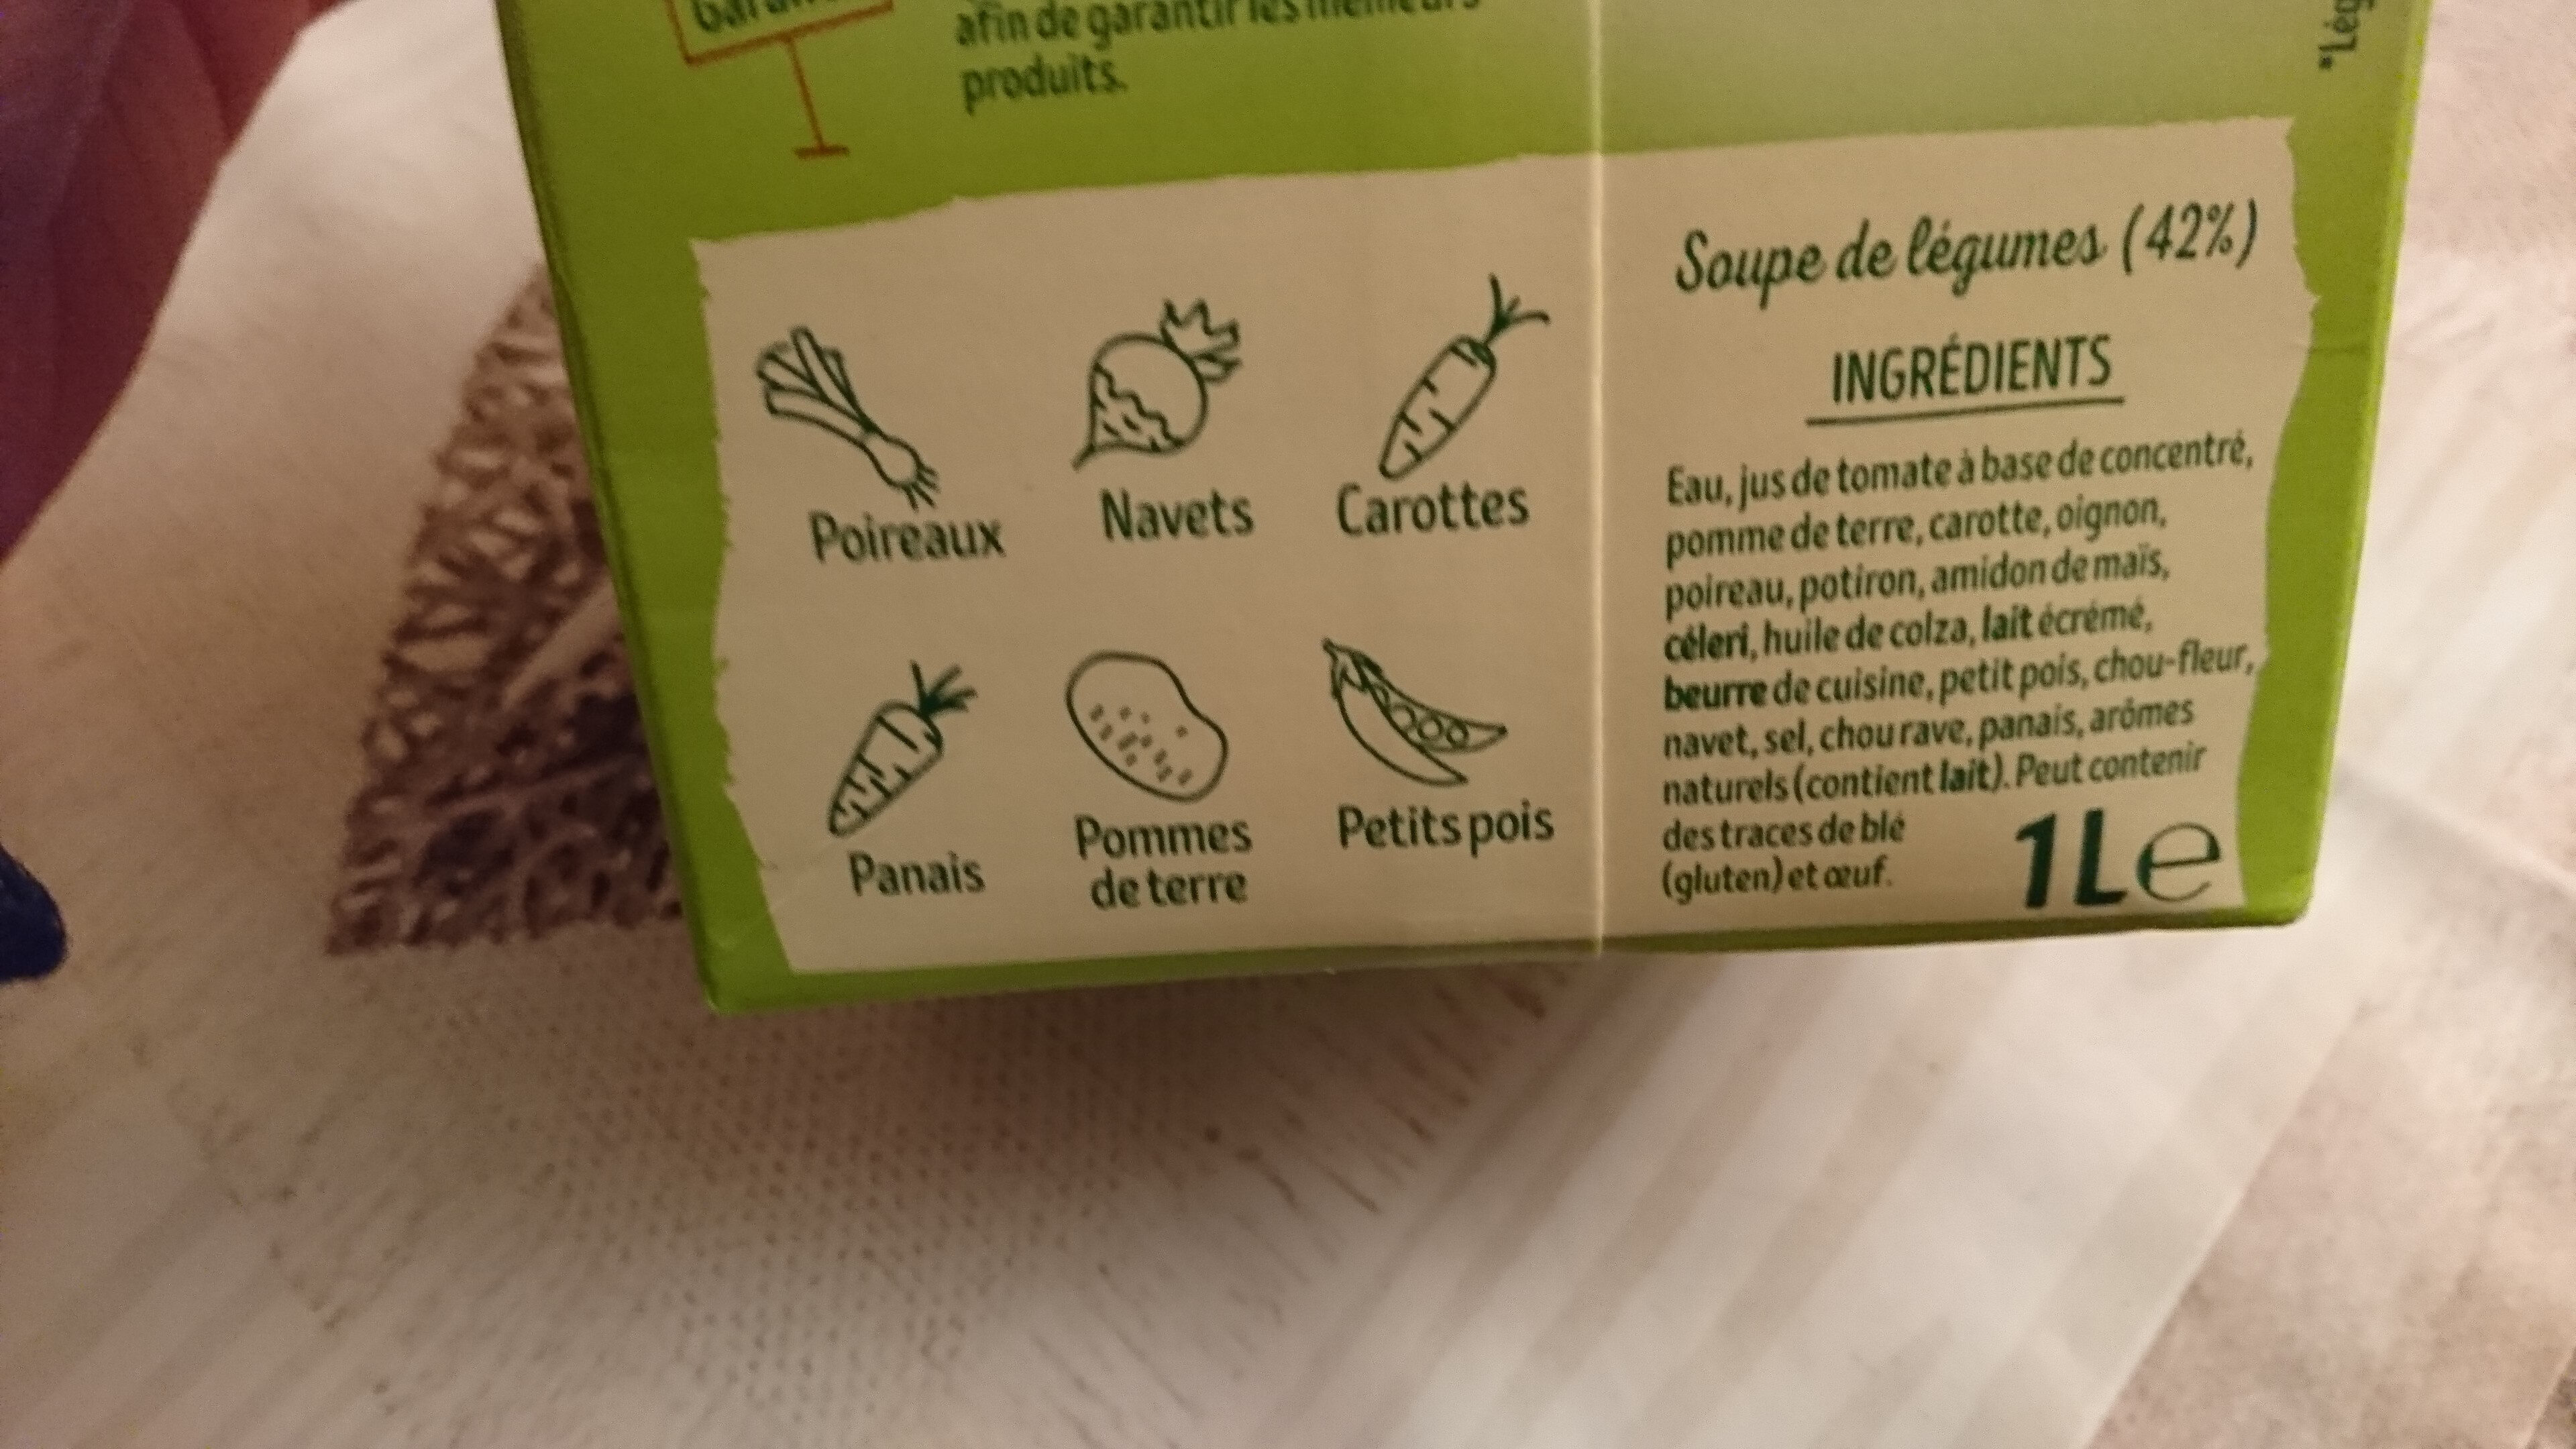 afin de garantir les meilleurs
produits.
*Lég
Poireaux
Navets
Carottes
Panais
Pommes
de terre
Petits pois
Soupe de légumes (42%)
INGRÉDIENTS
Eau, jus de tomate à base de concentré,
pomme de terre, carotte, oignon,
poireau, potiron, amidon de maïs,
céleri, huile de colza, lait écrémé,
beurre de cuisine, petit pois, chou-fleur,
navet, sel, chou rave, panais, arômes
naturels (contient lait). Peut contenir
des traces de blé
(gluten) et œuf.
1L e